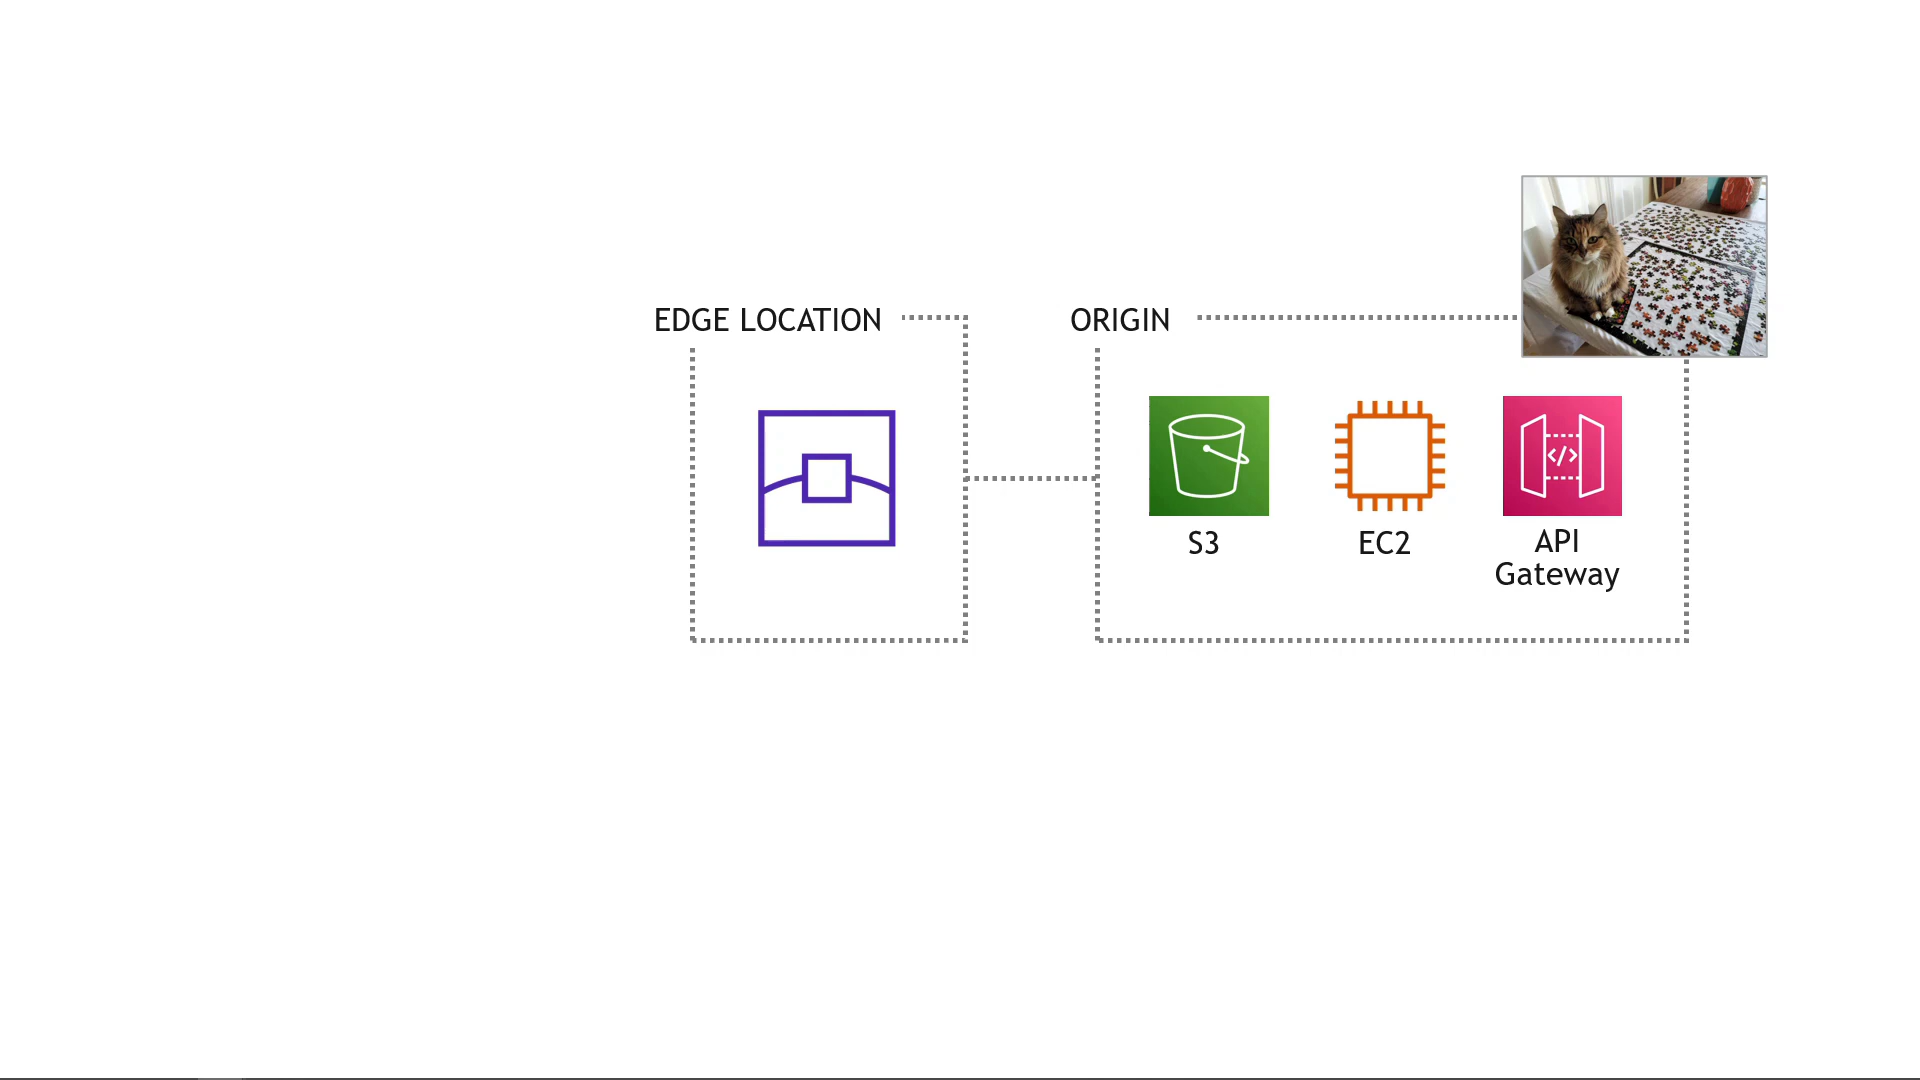 EDGE LOCATION
ORIGIN
</>
S3
EC2
API
Gateway